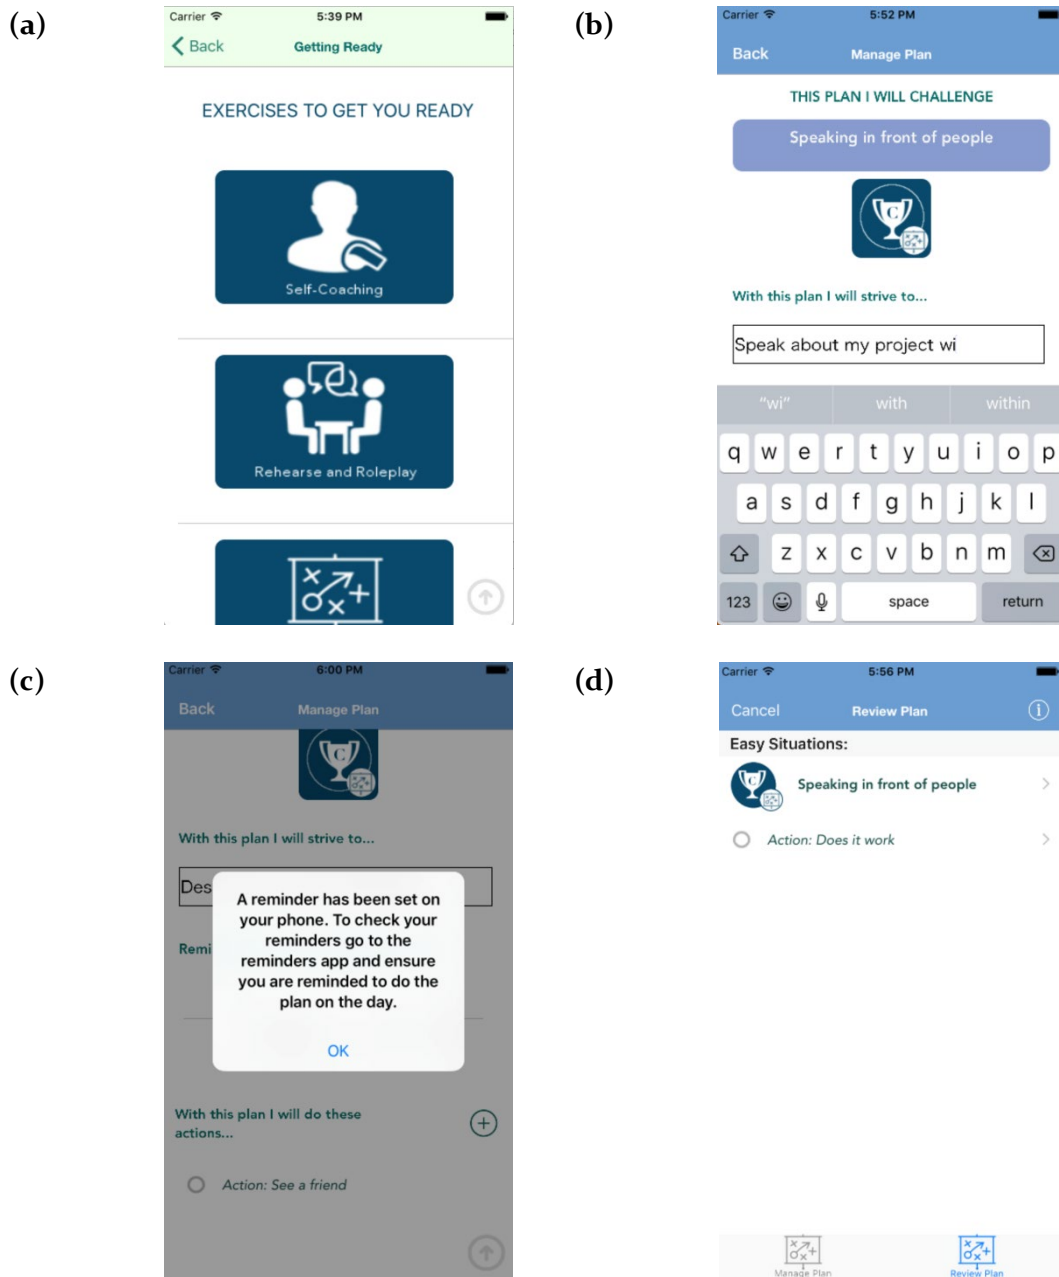 (a)
Carrier 5:39 PM
Back Getting Ready
EXERCISES TO GET YOU READY
Self-Coaching
Rehearse and Roleplay
(b)
Carrier 5:52 PM
Back Manage Plan
THIS PLAN I WILL CHALLENGE
Speaking in front of people
C
With this plan I will strive to...
Speak about my project wi
"wi" with within
q w e r t y u i o p
a s d f g h j k l
z x c v b n m
123 space return
(c)
Carrier 6:00 PM
Back Manage Plan
C
With this plan I will strive to...
Des
A reminder has been set on
your phone. To check your
reminders go to the
reminders app and ensure
you are reminded to do the
plan on the day.
Remi
OK
With this plan I will do these
actions...
Action: See a friend
(d)
Carrier 5:56 PM
Cancel Review Plan i
Easy Situations:
C
Speaking in front of people
Action: Does it work
Manage Plan Review Plan